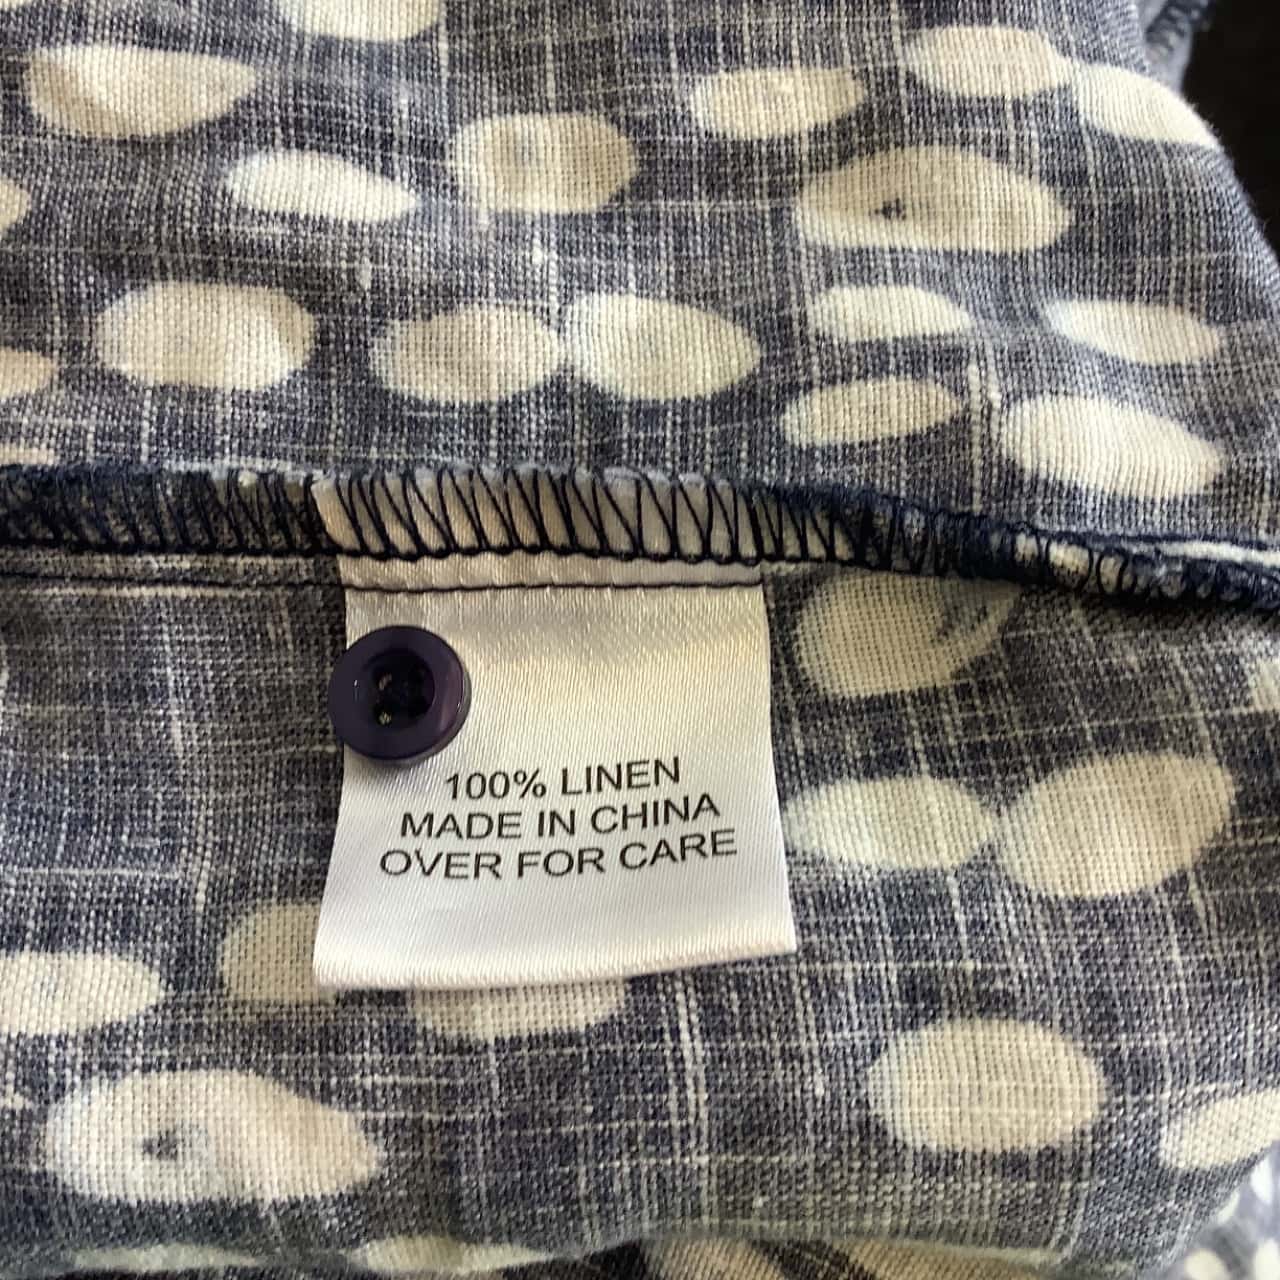 100% LINEN
MADE IN CHINA
OVER FOR CARE